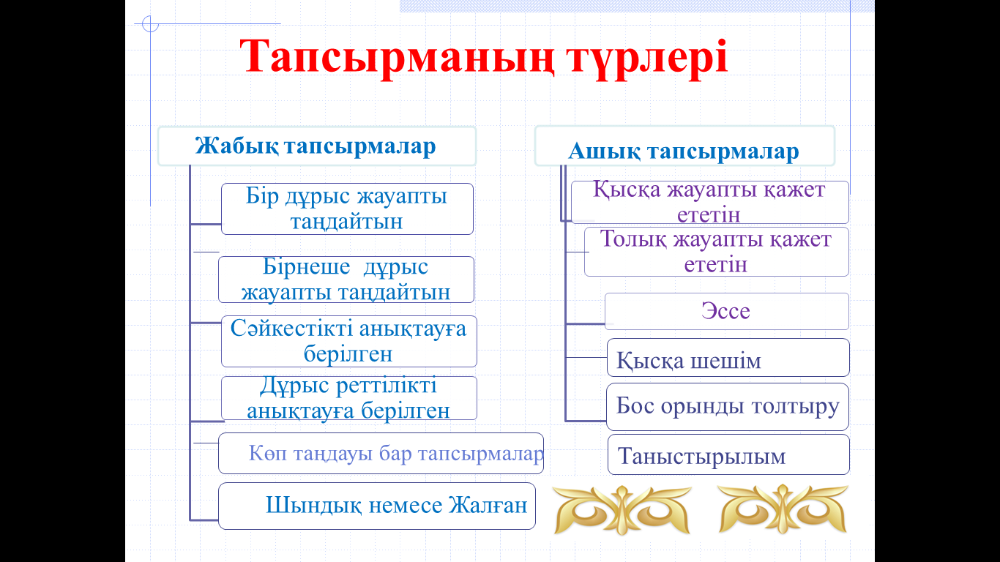 Тапсырманың түрлері
Жабық тапсырмалар
Бір дұрыс жауапты
таңдайтын
Бірнеше дұрыс
жауапты таңдайтын
Сәйкестікті анықтауға
берілген
Дұрыс реттілікті
анықтауға берілген
Көп таңдауы бар тапсырмалар
Шындық немесе Жалған
Ашық тапсырмалар
Қысқа жауапты қажет
ететін
Толық жауапты қажет
ететін
Эссе
Қысқа шешім
Бос орынды толтыру
Таныстырылым